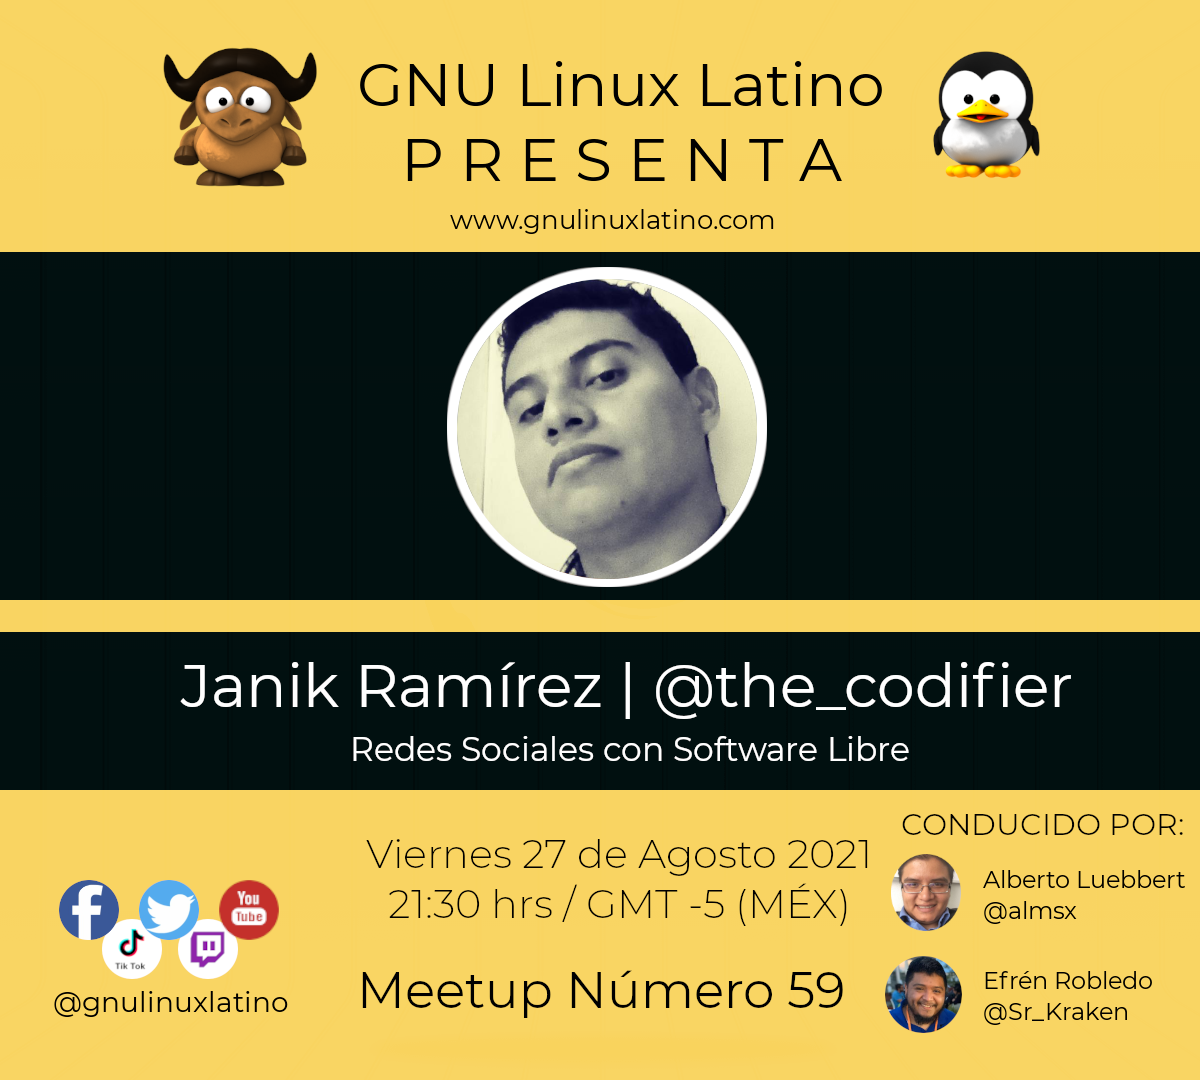 GNU Linux Latino
PRESENTA
www.gnulinuxlatino.com
Janik Ramírez | @the_codifier
Redes Sociales con Software Libre
Viernes 27 de Agosto 2021
21:30 hrs / GMT -5 (MÉX)
Meetup Número 59
You
Tube
Tik Tok
@gnulinuxlatino
CONDUCIDO POR:
Alberto Luebbert
@almsx
Efrén Robledo
@Sr_Kraken